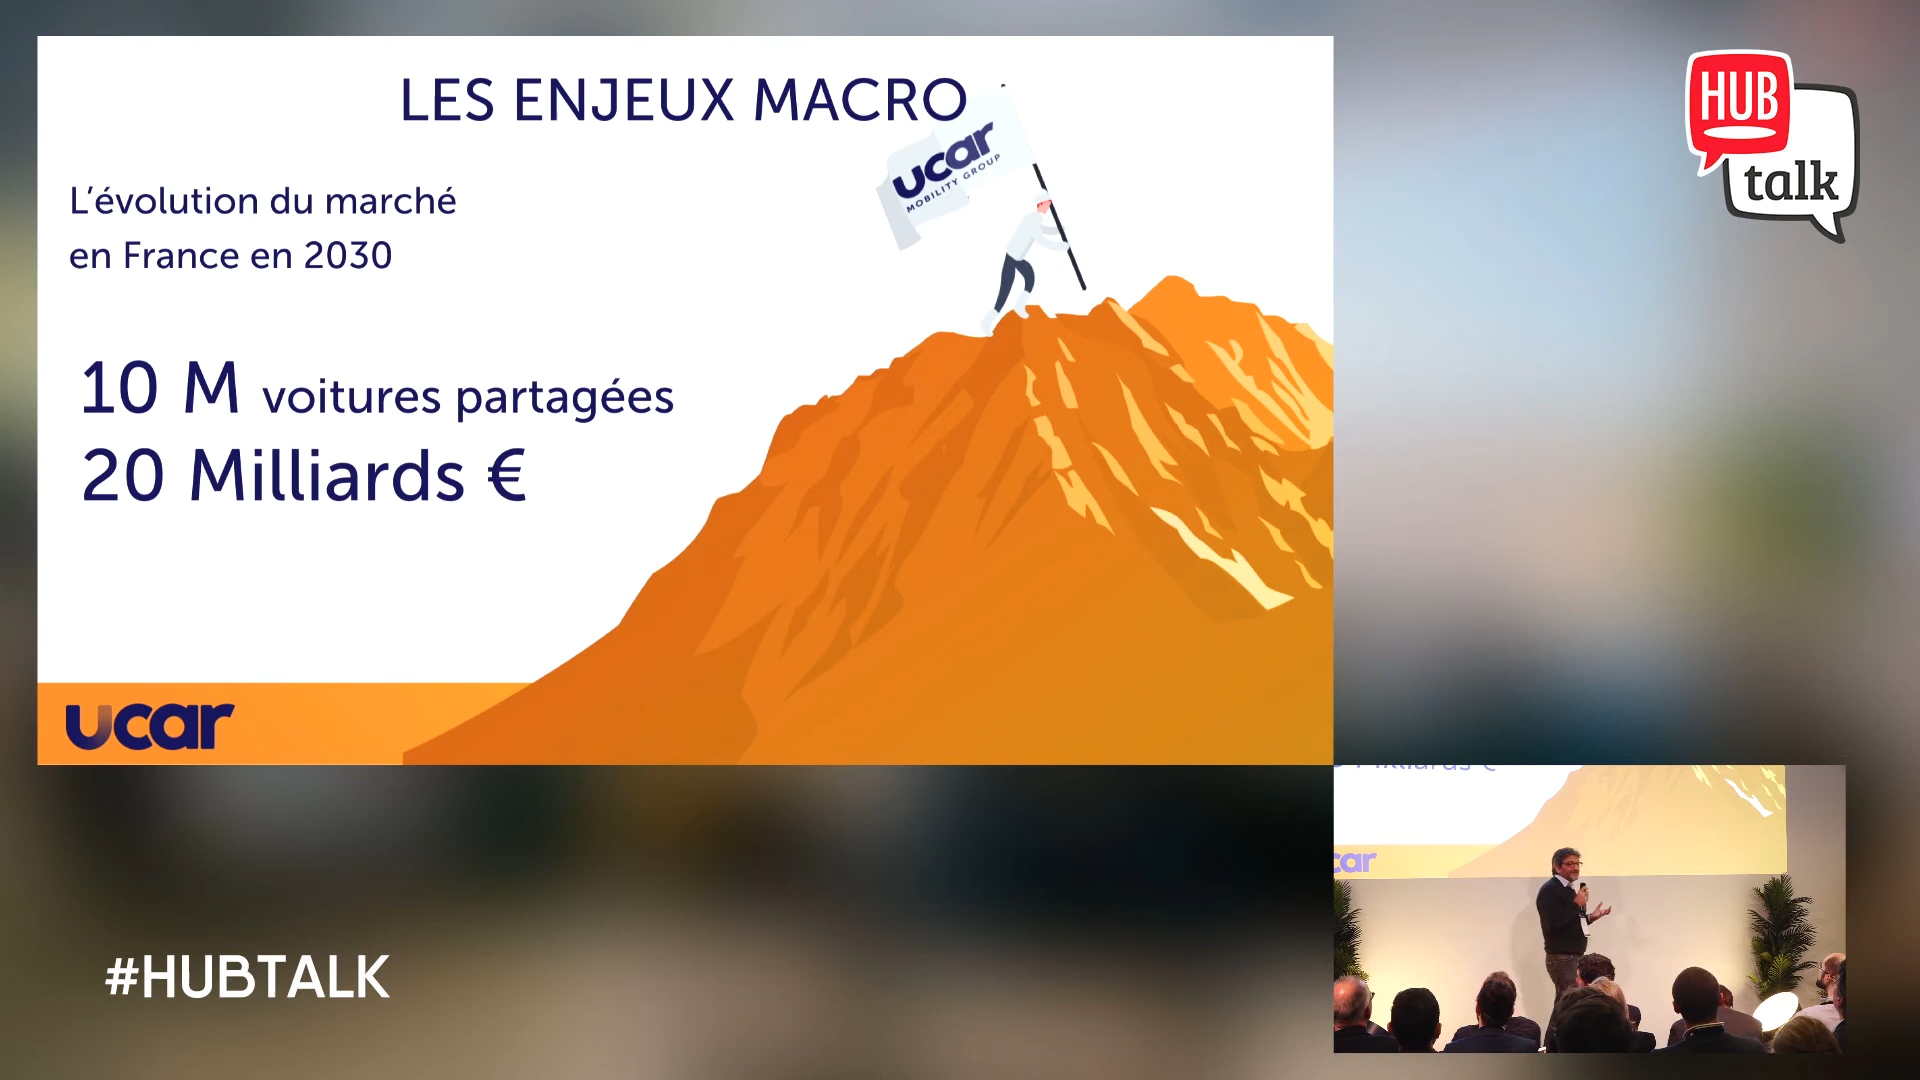 LES ENJEUX MACRO
ucar
MOBILITY GROUP
L’évolution du marché
en France en 2030
10 M voitures partagées
20 Milliards €
ucar
HUB
talk
car
#HUBTALK